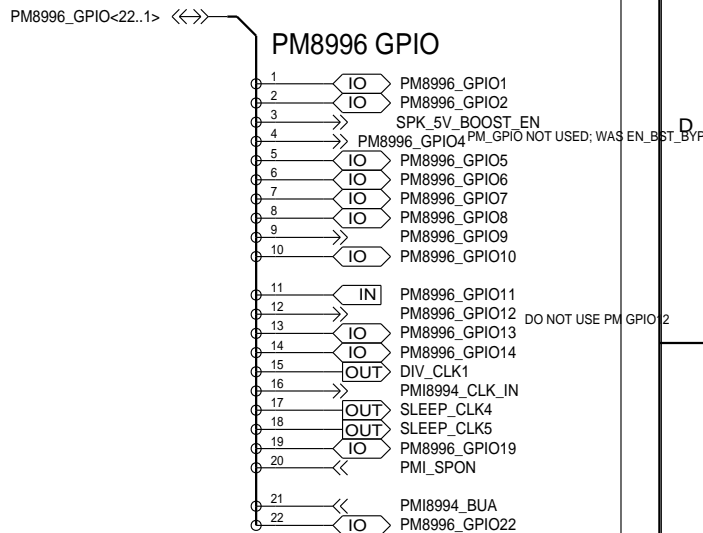 PM8996_GPIO<22..1>
PM8996 GPIO
1 IO PM8996_GPIO1
2 IO PM8996_GPIO2
3 SPK_5V_BOOST_EN
4 PM8996_GPIO4 PM_GPIO NOT USED; WAS EN_BST_BYP
D
5 IO PM8996_GPIO5
6 IO PM8996_GPIO6
7 IO PM8996_GPIO7
8 IO PM8996_GPIO8
9 PM8996_GPIO9
10 IO PM8996_GPIO10
11 IN PM8996_GPIO11
12 PM8996_GPIO12 DO NOT USE PM GPIO12
13 IO PM8996_GPIO13
14 IO PM8996_GPIO14
15 OUT DIV_CLK1
16 PMI8994_CLK_IN
17 OUT SLEEP_CLK4
18 OUT SLEEP_CLK5
19 IO PM8996_GPIO19
20 PMI_SPON
21 PMI8994_BUA
22 IO PM8996_GPIO22